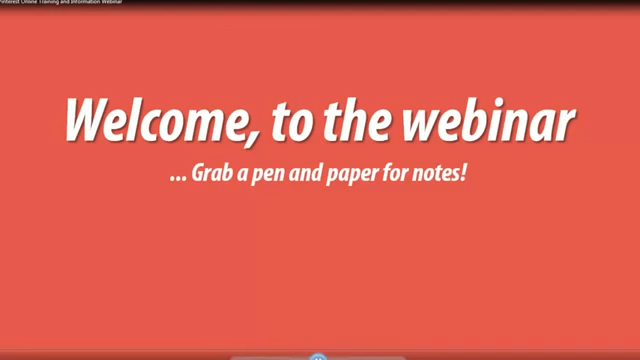 Pinterest Online Training and Information Webinar
Welcome, to the webinar
... Grab a pen and paper for notes!